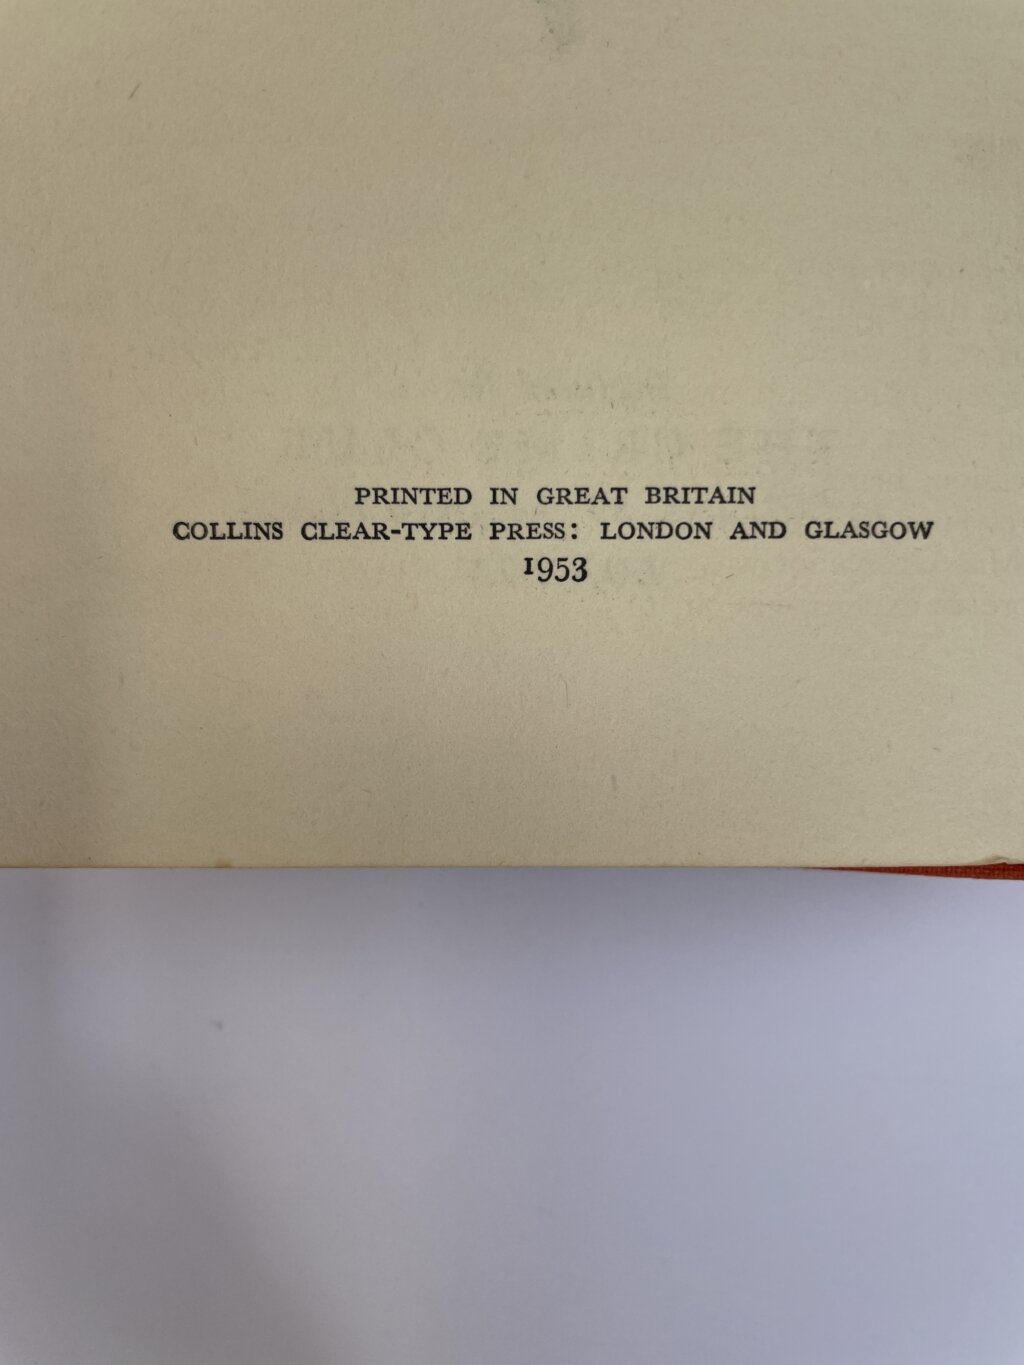 PRINTED IN GREAT BRITAIN
COLLINS CLEAR-TYPE PRESS: LONDON AND GLASGOW
1953